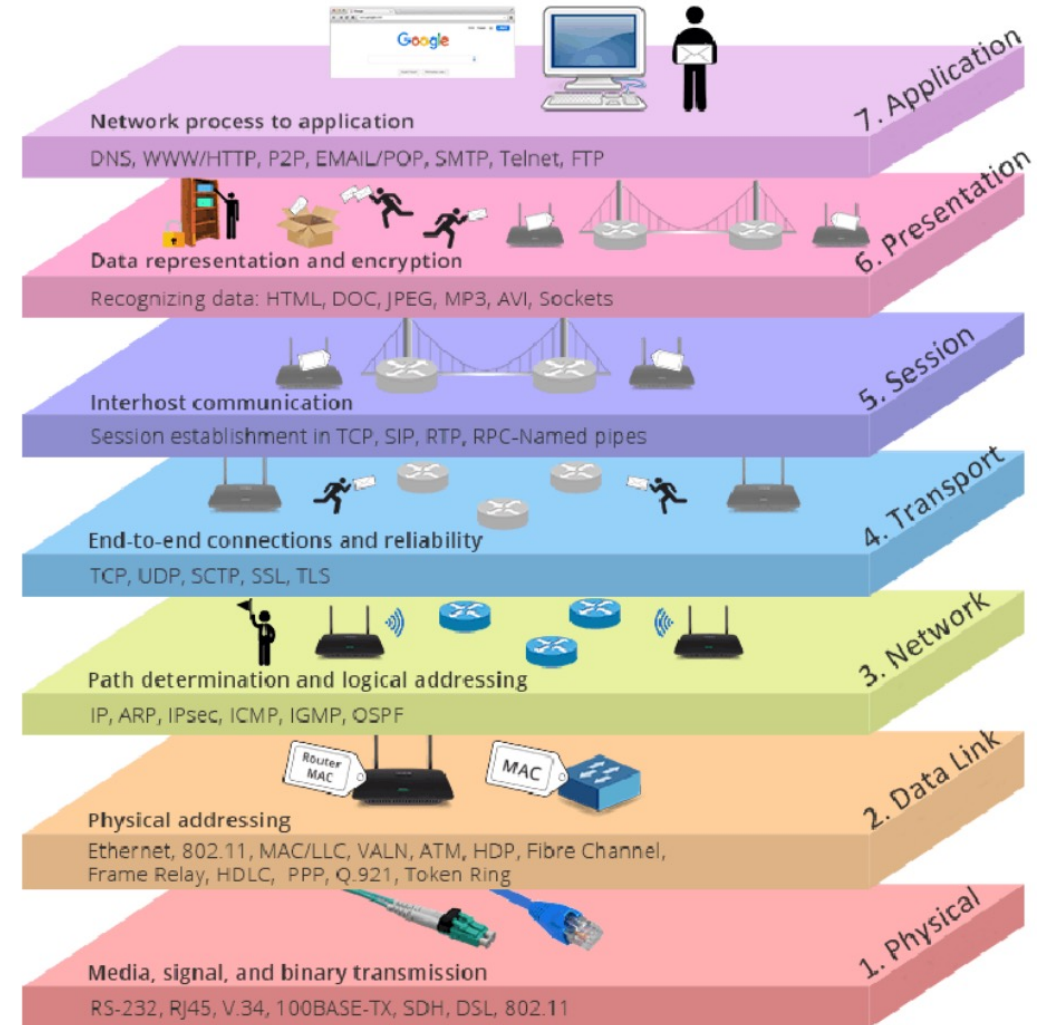 Google
7. Application
Network process to application
DNS, WWW/HTTP, P2P, EMAIL/POP, SMTP, Telnet, FTP
6. Presentation
Data representation and encryption
Recognizing data: HTML, DOC, JPEG, MP3, AVI, Sockets
5. Session
Interhost communication
Session establishment in TCP, SIP, RTP, RPC-Named pipes
4. Transport
End-to-end connections and reliability
TCP, UDP, SCTP, SSL, TLS
3. Network
Path determination and logical addressing
IP, ARP, IPsec, ICMP, IGMP, OSPF
Router
MAC
MAC
2. Data Link
Physical addressing
Ethernet, 802.11, MAC/LLC, VALN, ATM, HDP, Fibre Channel,
Frame Relay, HDLC, PPP, Q.921, Token Ring
1. Physical
Media, signal, and binary transmission
RS-232, RJ45, V.34, 100BASE-TX, SDH, DSL, 802.11